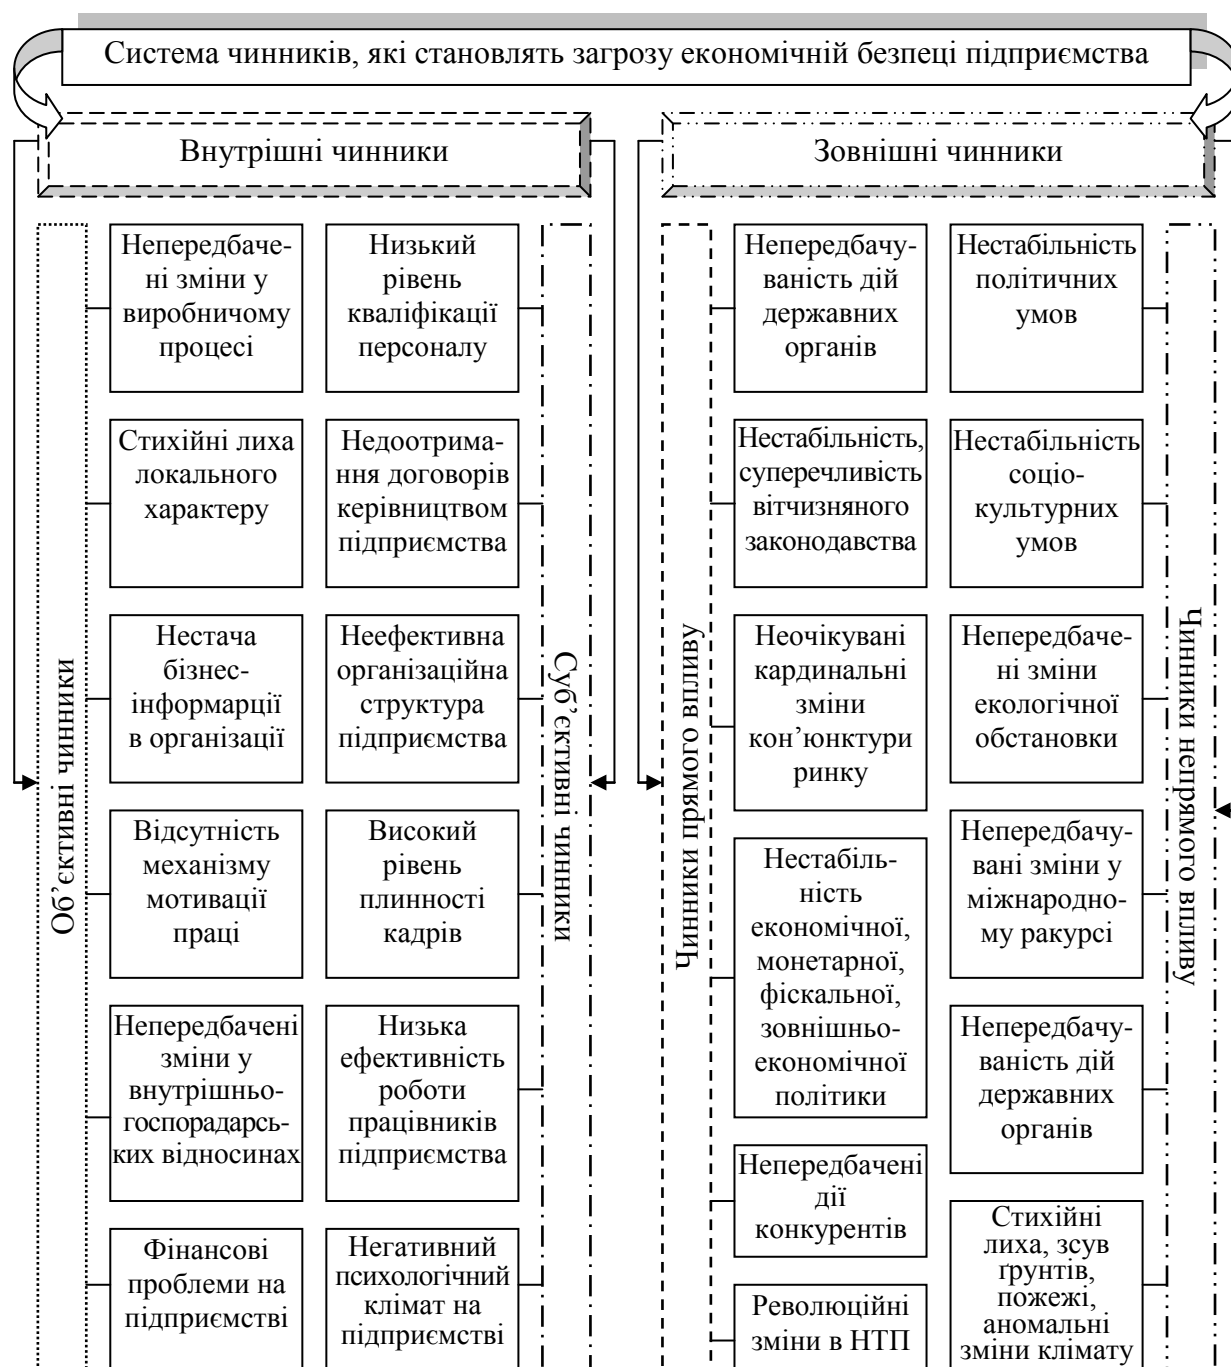 Система чинників, які становлять загрозу економічній безпеці підприємства
Внутрішні чинники
Об’єктивні чинники
Непередбаче-
ні зміни у
виробничому
процесі
Стихійні лиха
локального
характеру
Нестача
бізнес-
інформарції
в організації
Відсутність
механізму
мотивації
праці
Непередбачені
зміни у
внутрішньо-
госпорадарсь-
ких відносинах
Фінансові
проблеми на
підприємстві
Низький
рівень
кваліфікації
персоналу
Недоотрима-
ння договорів
керівництвом
підприємства
Неефективна
організаційна
структура
підприємства
Високий
рівень
плинності
кадрів
Низька
ефективність
роботи
працівників
підприємства
Негативний
психологічний
клімат на
підприємстві
Суб’єктивні чинники
Зовнішні чинники
Чинники прямого впливу
Непередбачу-
ваність дій
державних
органів
Нестабільність,
суперечливість
вітчизняного
законодавства
Неочікувані
кардинальні
зміни
кон’юнктури
ринку
Нестабіль-
ність
економічної,
монетарної,
фіскальної,
зовнішньо-
економічної
політики
Непередбачені
дії
конкурентів
Революційні
зміни в НТП
Нестабільність
політичних
умов
Нестабільність
соціо-
культурних
умов
Непередбаче-
ні зміни
екологічної
обстановки
Непередбачу-
вані зміни у
міжнародно-
му ракурсі
Непередбачу-
ваність дій
державних
органів
Стихійні
лиха, зсув
ґрунтів,
пожежі,
аномальні
зміни клімату
Чинники непрямого впливу